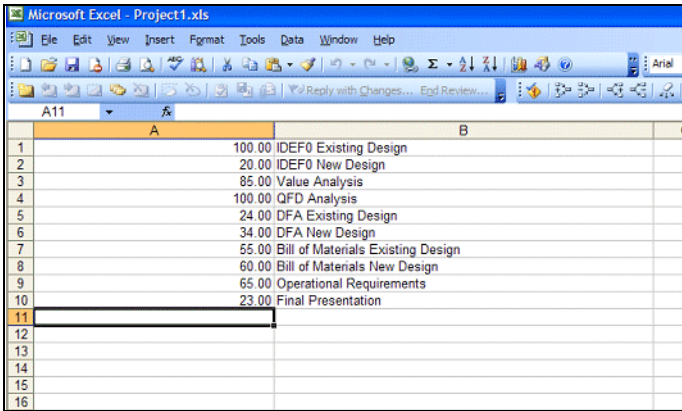 Microsoft Excel - Project1.xls
File Edit View Insert Format Tools Data Window Help
Σ Arial
Reply with Changes... End Review...
A11 fx
A B
1 100.00 IDEF0 Existing Design
2 20.00 IDEF0 New Design
3 85.00 Value Analysis
4 100.00 QFD Analysis
5 24.00 DFA Existing Design
6 34.00 DFA New Design
7 55.00 Bill of Materials Existing Design
8 60.00 Bill of Materials New Design
9 65.00 Operational Requirements
10 23.00 Final Presentation
11
12
13
14
15
16